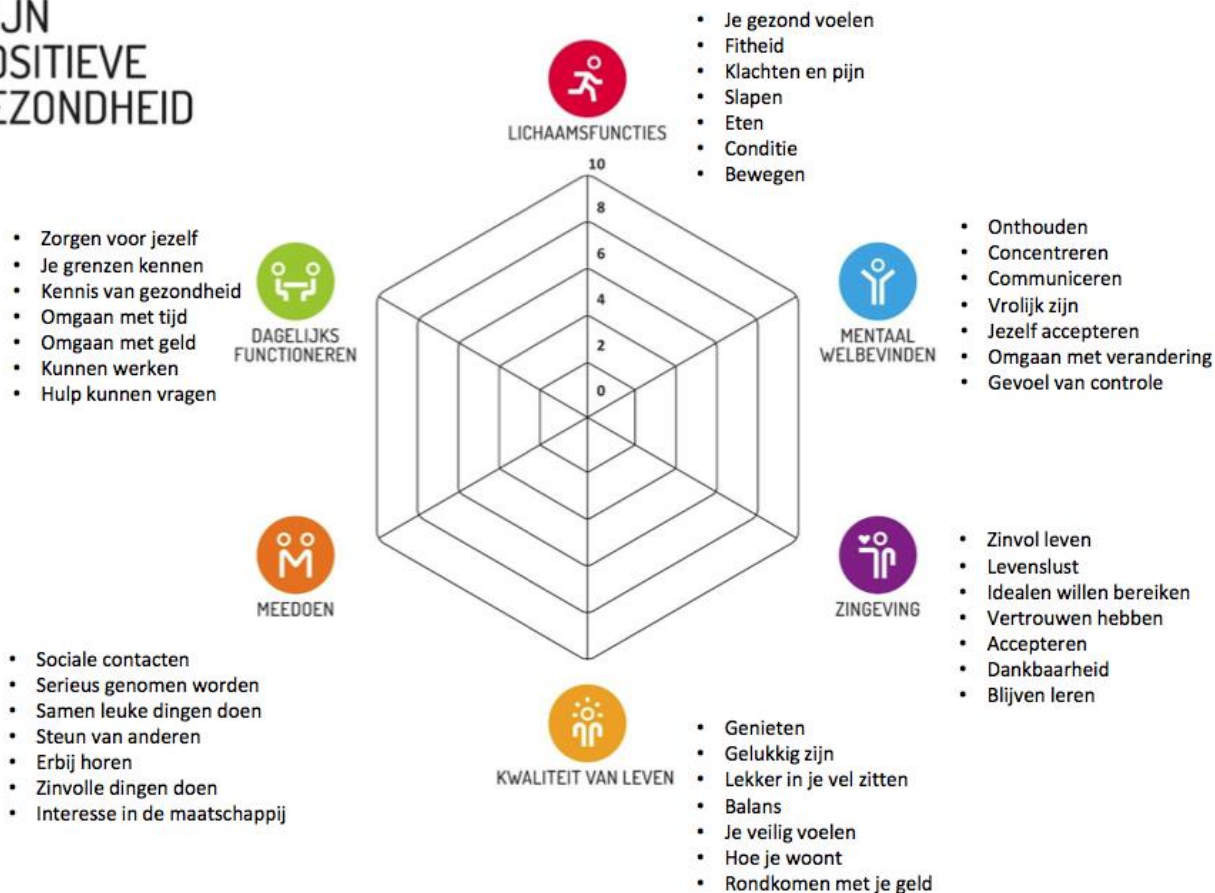 IJN
OSITIEVE
EZONDHEID
LICHAAMSFUNCTIES
• Je gezond voelen
• Fitheid
• Klachten en pijn
• Slapen
• Eten
• Conditie
• Bewegen
10
8
6
4
2
0
MENTAAL
WELBEVINDEN
• Onthouden
• Concentreren
• Communiceren
• Vrolijk zijn
• Jezelf accepteren
• Omgaan met verandering
• Gevoel van controle
ZINGEVING
• Zinvol leven
• Levenslust
• Idealen willen bereiken
• Vertrouwen hebben
• Accepteren
• Dankbaarheid
• Blijven leren
KWALITEIT VAN LEVEN
• Genieten
• Gelukkig zijn
• Lekker in je vel zitten
• Balans
• Je veilig voelen
• Hoe je woont
• Rondkomen met je geld
MEEDOEN
• Sociale contacten
• Serieus genomen worden
• Samen leuke dingen doen
• Steun van anderen
• Erbij horen
• Zinvolle dingen doen
• Interesse in de maatschappij
DAGELIJKS
FUNCTIONEREN
• Zorgen voor jezelf
• Je grenzen kennen
• Kennis van gezondheid
• Omgaan met tijd
• Omgaan met geld
• Kunnen werken
• Hulp kunnen vragen